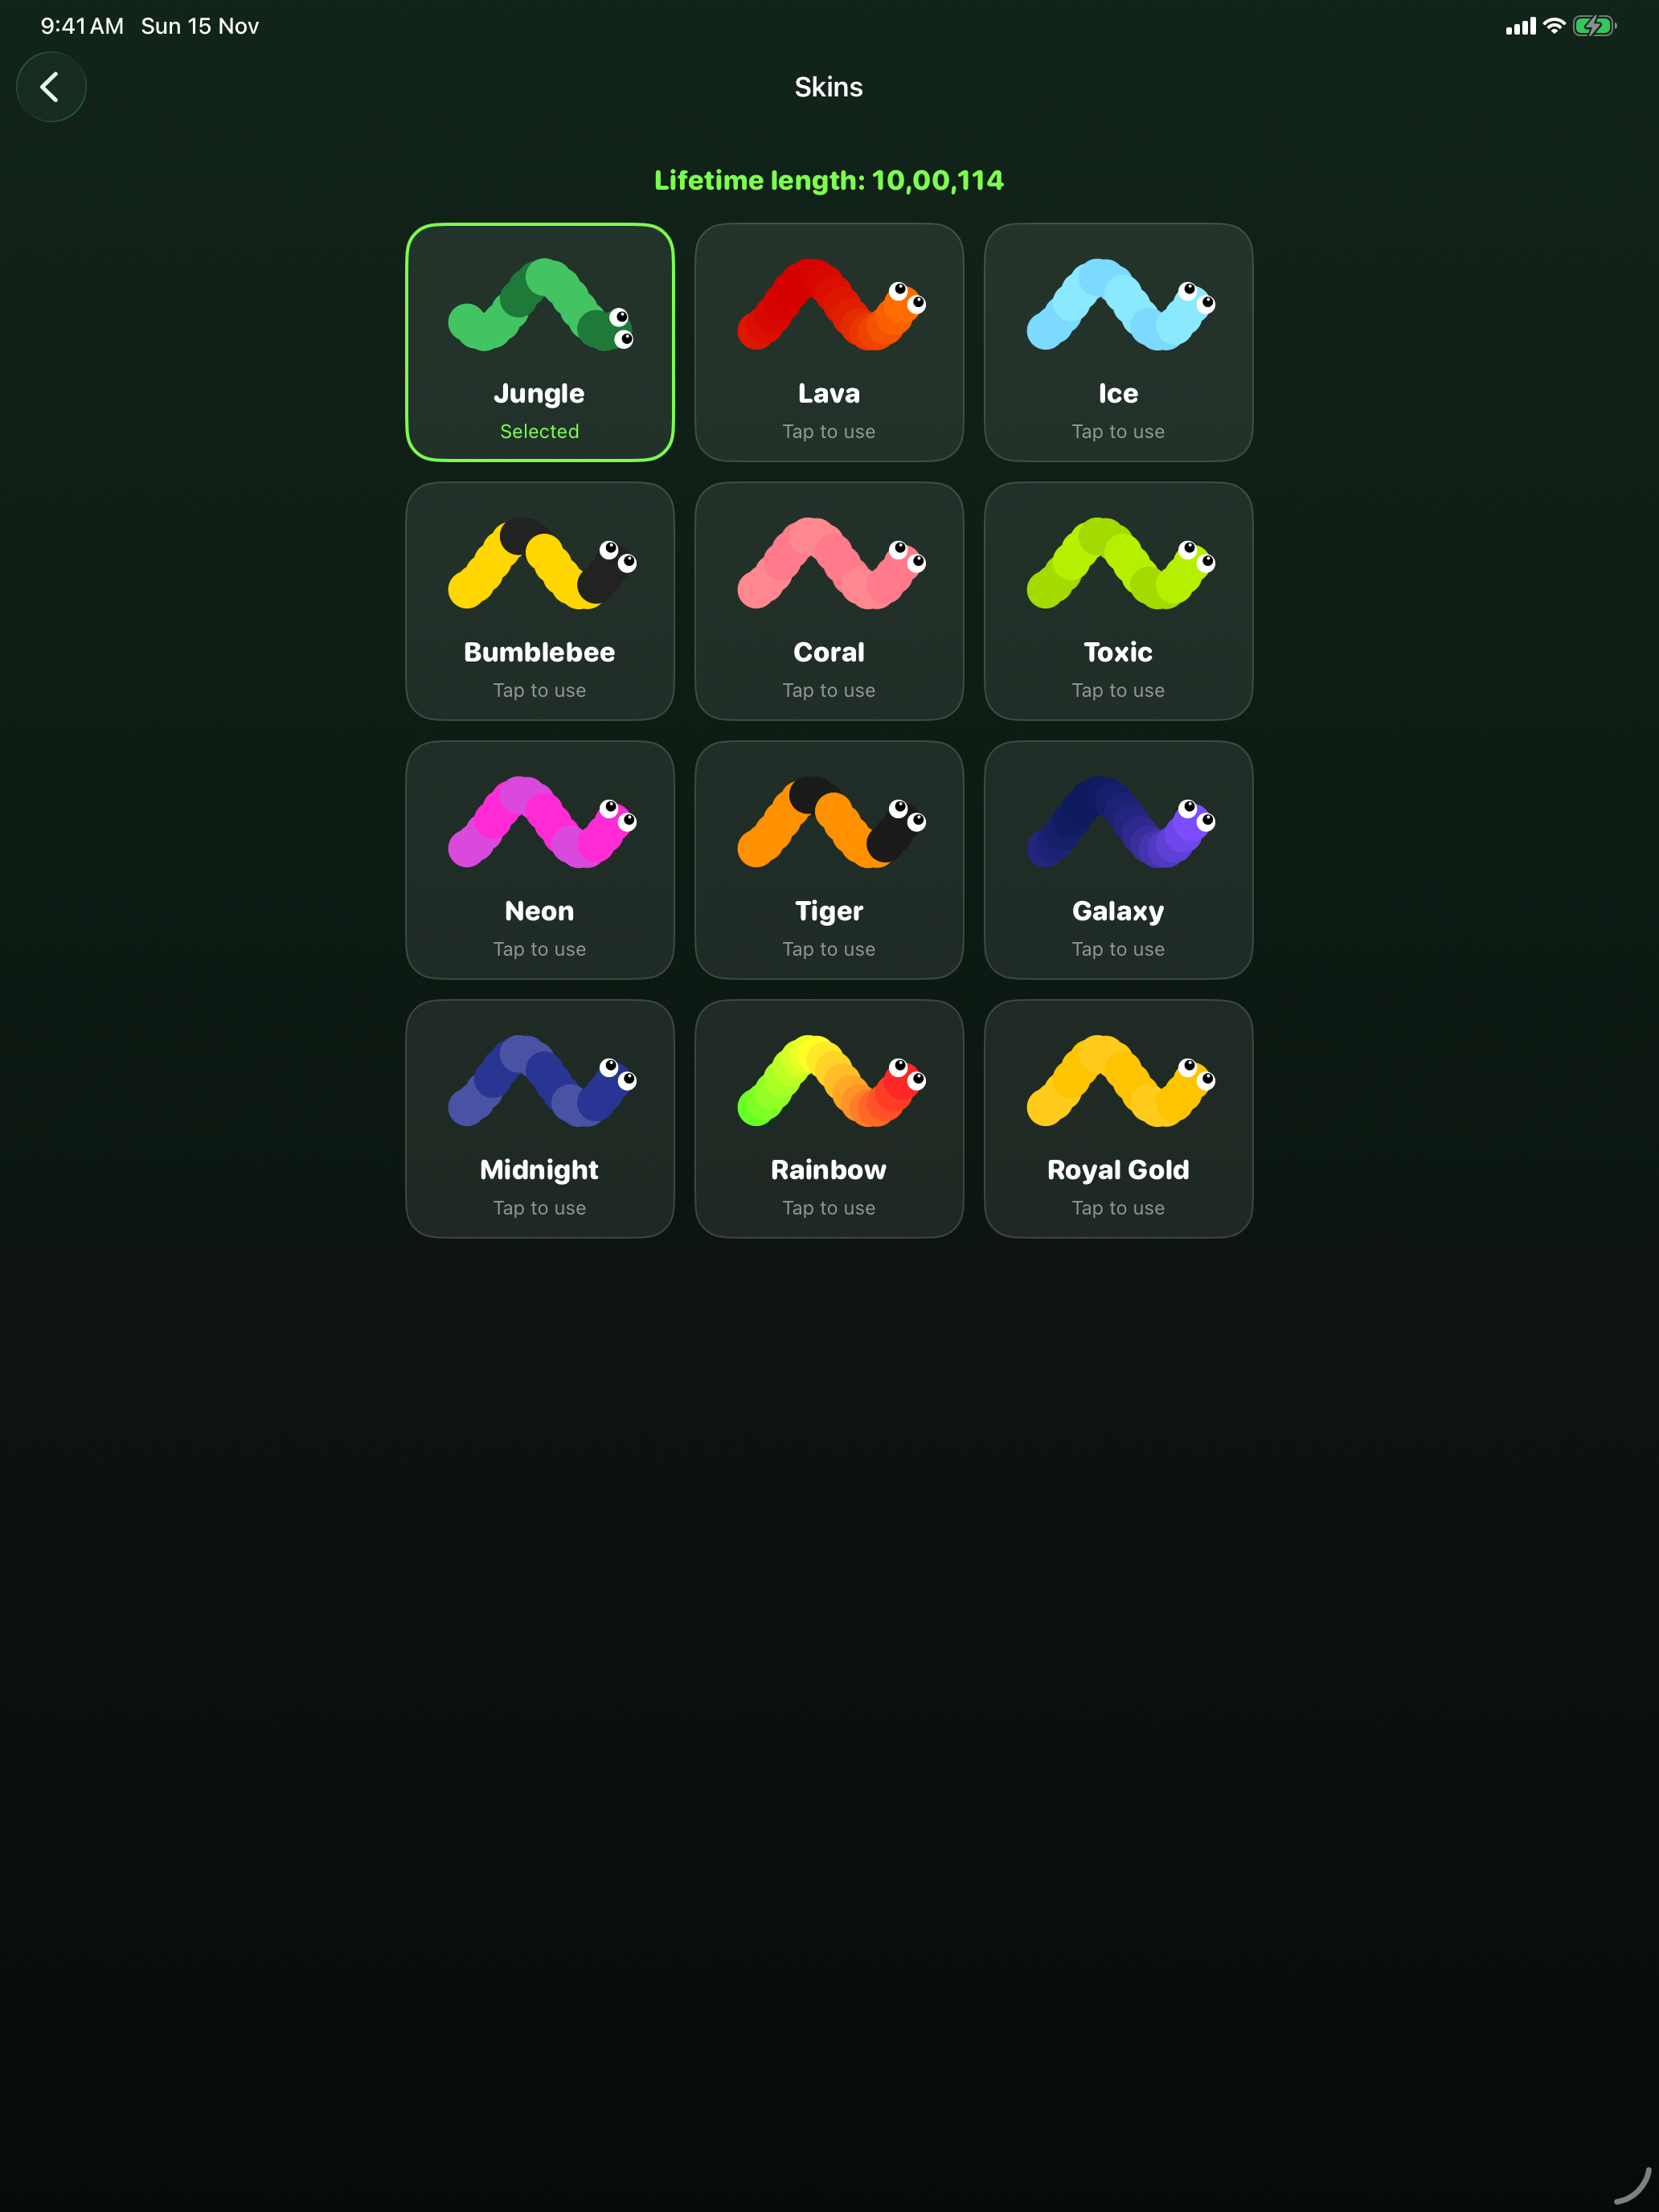 9:41 AM Sun 15 Nov
Skins
Lifetime length: 10,00,114
Jungle Lava Ice
Selected Tap to use Tap to use
Bumblebee Coral Toxic
Tap to use Tap to use Tap to use
Neon Tiger Galaxy
Tap to use Tap to use Tap to use
Midnight Rainbow Royal Gold
Tap to use Tap to use Tap to use